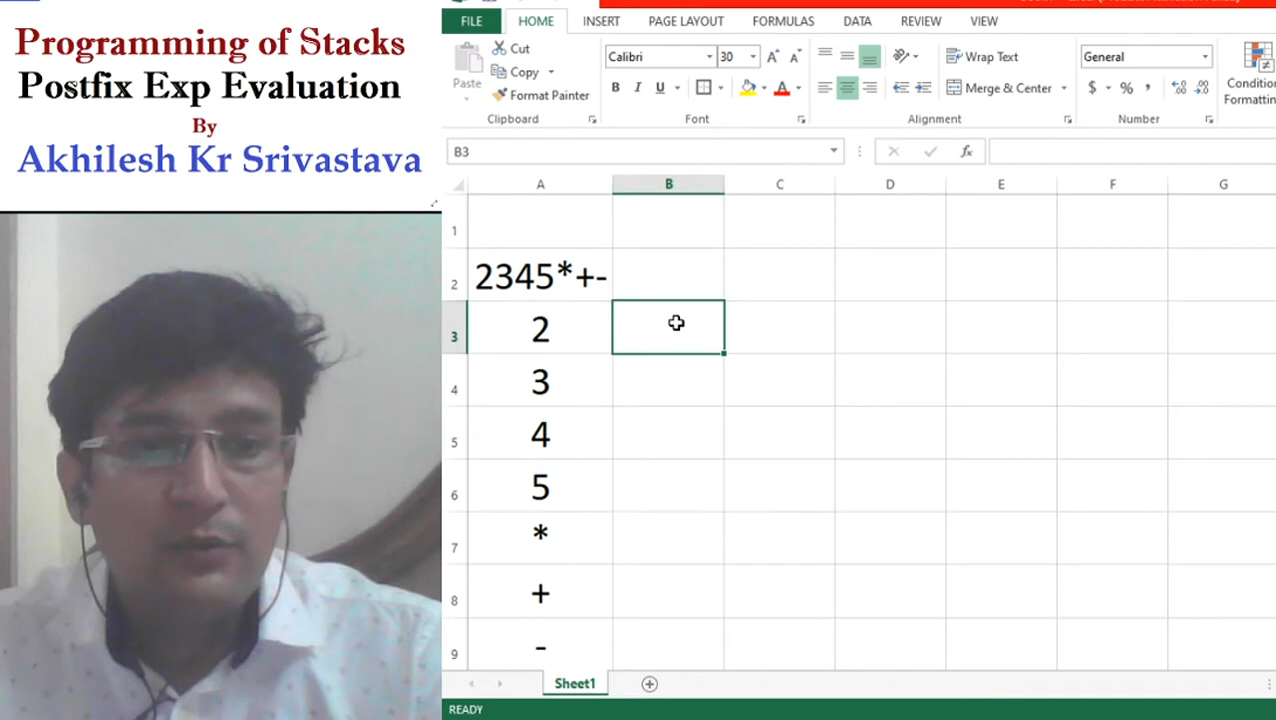 Programming of Stacks
Postfix Exp Evaluation
By
Akhilesh Kr Srivastava
FILE HOME INSERT PAGE LAYOUT FORMULAS DATA REVIEW VIEW
Paste
Cut
Copy
Format Painter
Clipboard
Calibri 30
B I U
Font
Wrap Text
Merge & Center
Alignment
General
$ % ,
Number
Condition
Formatting
B3 fx
A B C D E F G
1
2 2345*+-
3 2
4 3
5 4
6 5
7 *
8 +
9 -
Sheet1
READY